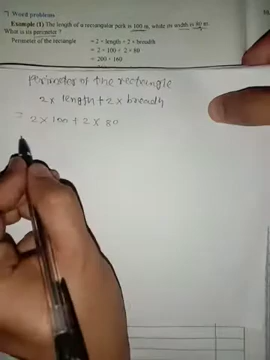 7) Word problems
Example (1) The length of a rectangular park is 100 m, while its width is 80 m.
What is its perimeter ?
Perimeter of the rectangle = 2 × length + 2 × breadth
= 2 × 100 + 2 × 80
= 200 + 160
perimeter of the rectangle
2 × length + 2 × breadth
= 2 × 100 + 2 × 80